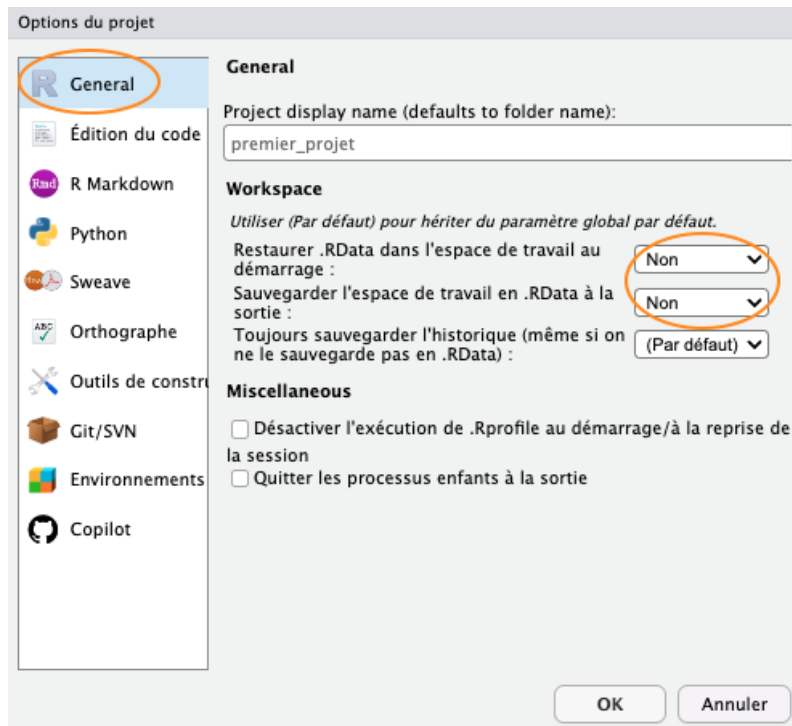 Options du projet
General
Édition du code
Rmd R Markdown
Python
Sweave
ABC Orthographe
Outils de constru
Git/SVN
Environnements
Copilot
General
Project display name (defaults to folder name):
premier_projet
Workspace
Utiliser (Par défaut) pour hériter du paramètre global par défaut.
Restaurer .RData dans l'espace de travail au
démarrage :
Non
Sauvegarder l'espace de travail en .RData à la
sortie :
Non
Toujours sauvegarder l'historique (même si on
ne le sauvegarde pas en .RData) :
(Par défaut)
Miscellaneous
Désactiver l'exécution de .Rprofile au démarrage/à la reprise de
la session
Quitter les processus enfants à la sortie
OK
Annuler